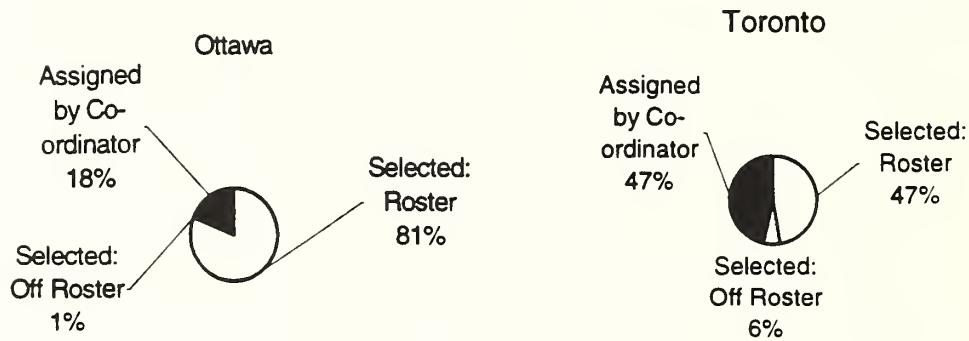 Ottawa
Assigned
by Co-
ordinator
18%
Selected:
Roster
81%
Selected:
Off Roster
1%
Toronto
Assigned
by Co-
ordinator
47%
Selected:
Roster
47%
Selected:
Off Roster
6%